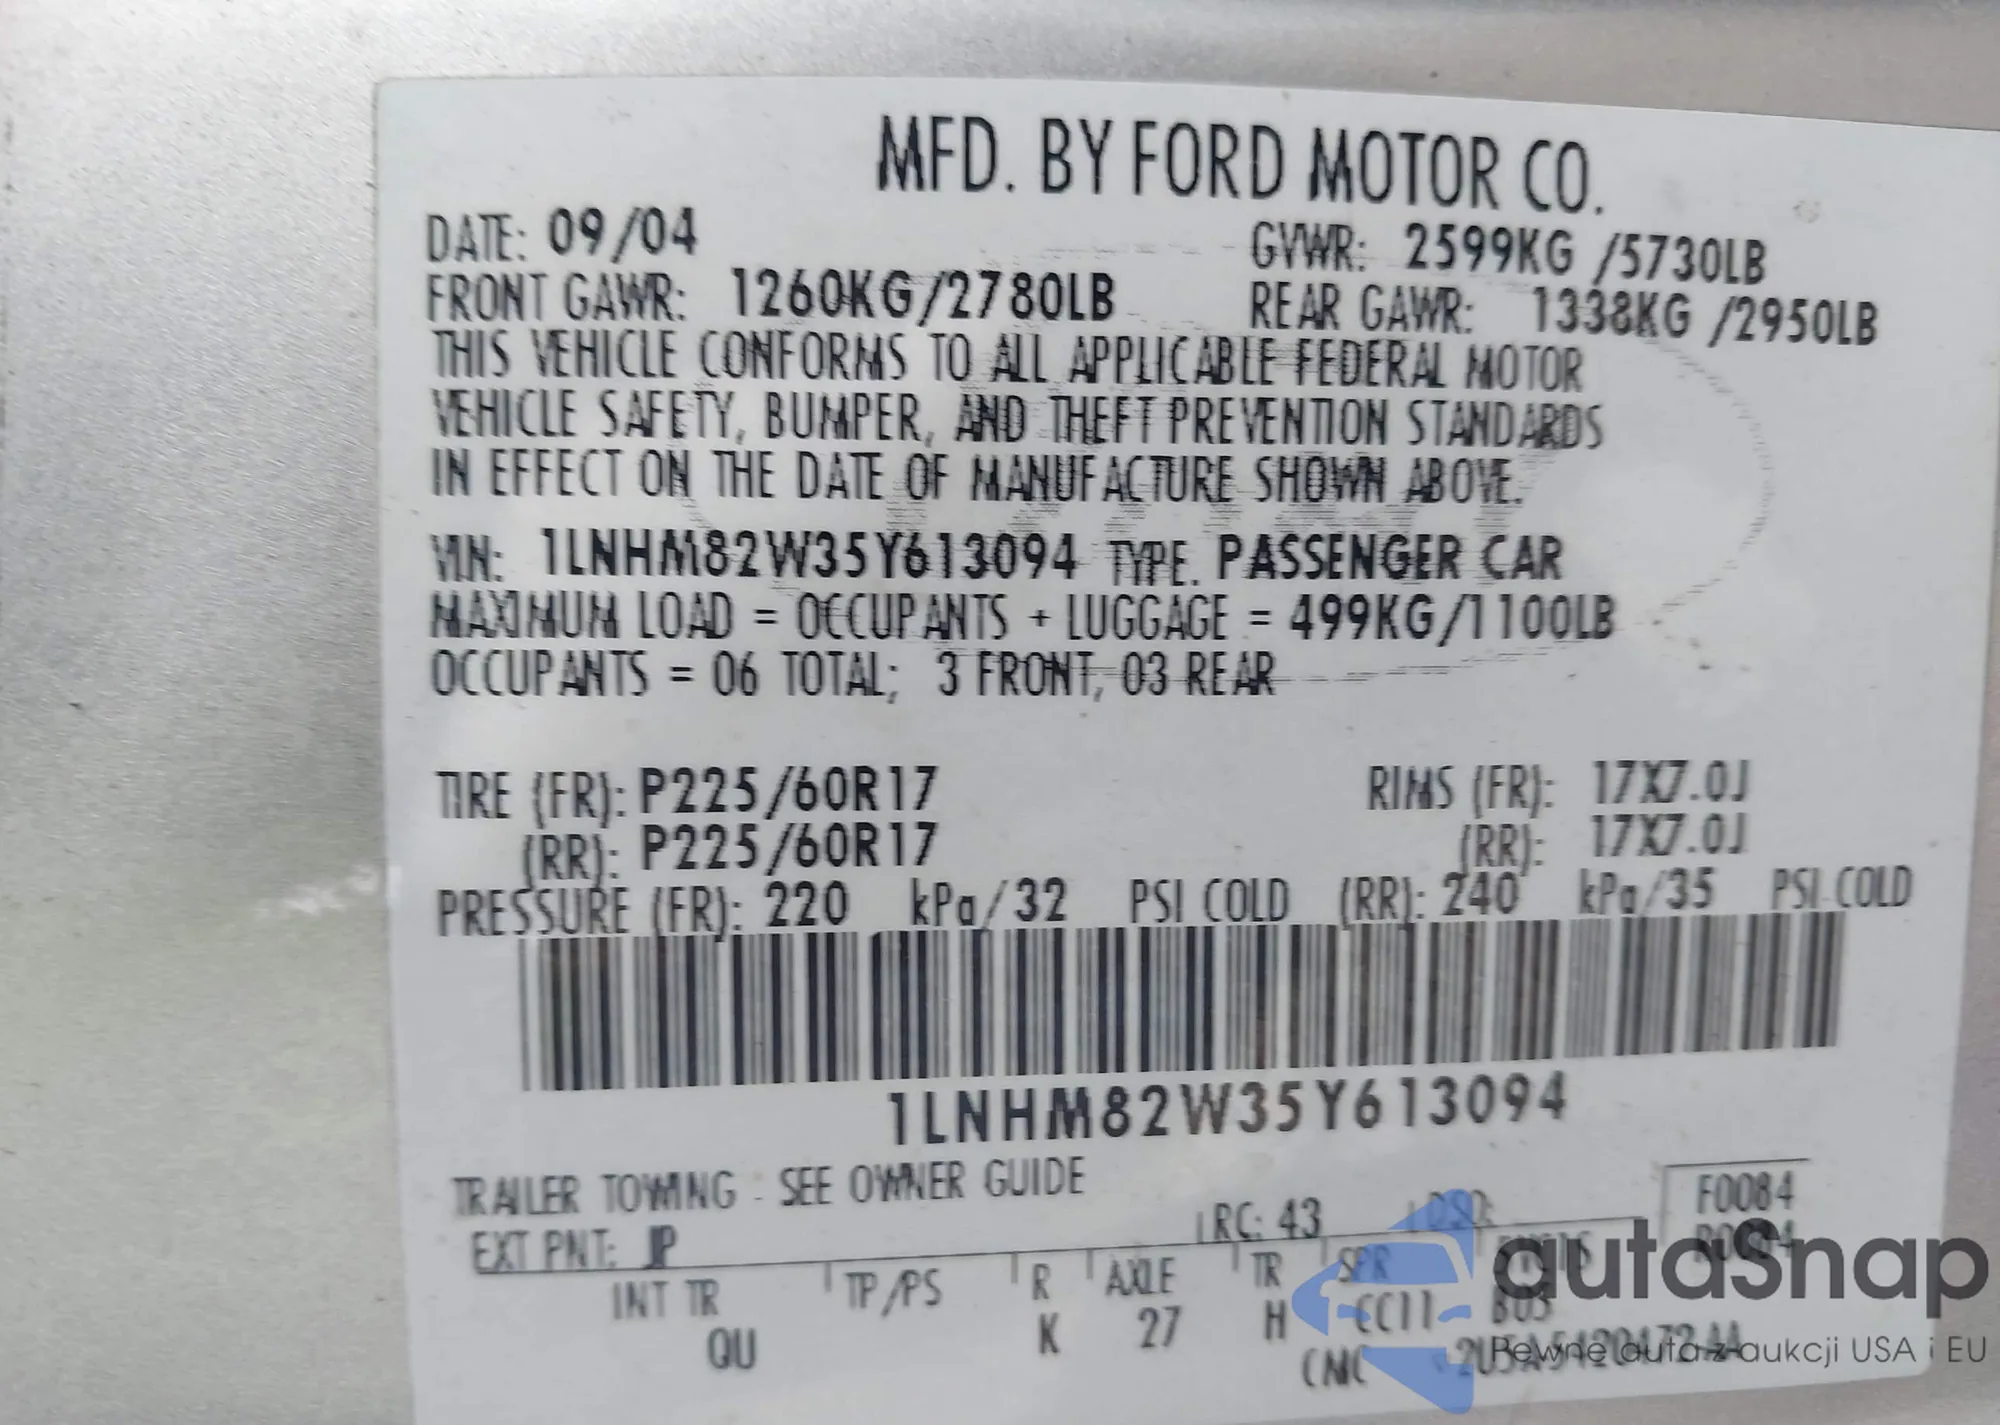 MFD. BY FORD MOTOR CO.
DATE: 09/04 GVWR: 2599KG /5730LB
FRONT GAWR: 1260KG/2780LB REAR GAWR: 1338KG /2950LB
THIS VEHICLE CONFORMS TO ALL APPLICABLE FEDERAL MOTOR
VEHICLE SAFETY, BUMPER, AND THEFT PREVENTION STANDARDS
IN EFFECT ON THE DATE OF MANUFACTURE SHOWN ABOVE.
VIN: 1LNHM82W35Y613094 TYPE. PASSENGER CAR
MAXIMUM LOAD = OCCUPANTS + LUGGAGE = 499KG/1100LB
OCCUPANTS = 06 TOTAL; 3 FRONT, 03 REAR
TIRE (FR): P225/60R17 RIMS (FR): 17X7.0J
(RR): P225/60R17 (RR): 17X7.0J
PRESSURE (FR): 220 kPa/32 PSI COLD (RR): 240 kPa/35 PSI COLD
1LNHM82W35Y613094
TRAILER TOWING - SEE OWNER GUIDE
F0084
EXT PNT: JP RC: 43 DSO:
INT TR TP/PS R AXLE TR SPR
QU K 27 H CC11
autoSnap
Pewne auta z aukcji USA i EU